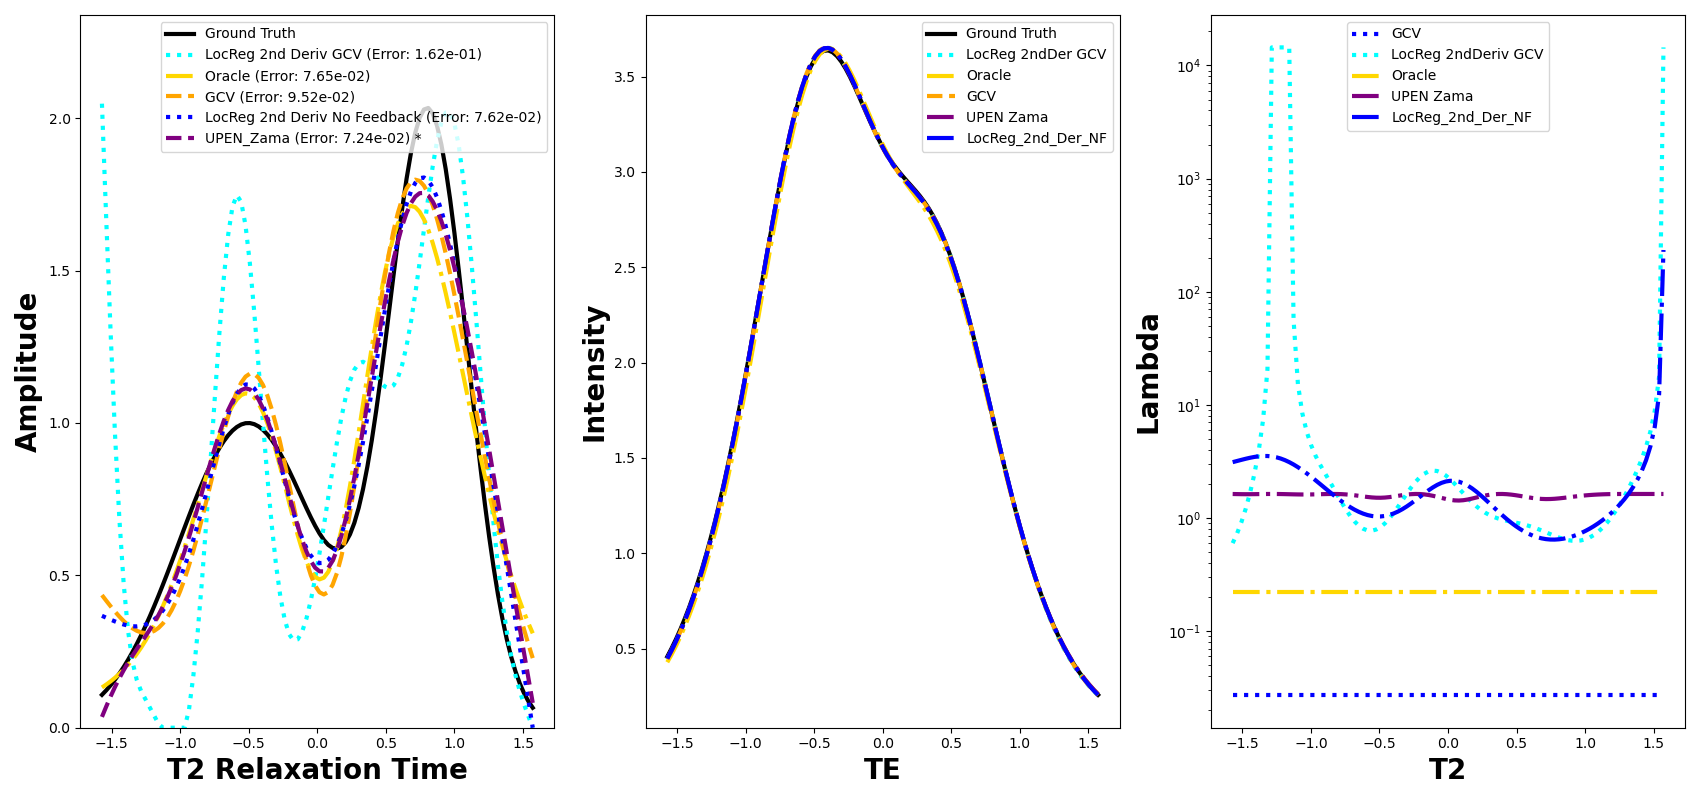 Ground Truth
LocReg 2nd Deriv GCV (Error: 1.62e-01)
Oracle (Error: 7.65e-02)
GCV (Error: 9.52e-02)
LocReg 2nd Deriv No Feedback (Error: 7.62e-02)
UPEN_Zama (Error: 7.24e-02) *
2.0
1.5
1.0
0.5
0.0
Amplitude
−1.5 −1.0 −0.5 0.0 0.5 1.0 1.5
T2 Relaxation Time
Ground Truth
LocReg 2ndDer GCV
Oracle
GCV
UPEN Zama
LocReg_2nd_Der_NF
3.5
3.0
2.5
2.0
1.5
1.0
0.5
Intensity
−1.5 −1.0 −0.5 0.0 0.5 1.0 1.5
TE
GCV
LocReg 2ndDeriv GCV
Oracle
UPEN Zama
LocReg_2nd_Der_NF
10⁴
10³
10²
10¹
10⁰
10⁻¹
Lambda
−1.5 −1.0 −0.5 0.0 0.5 1.0 1.5
T2